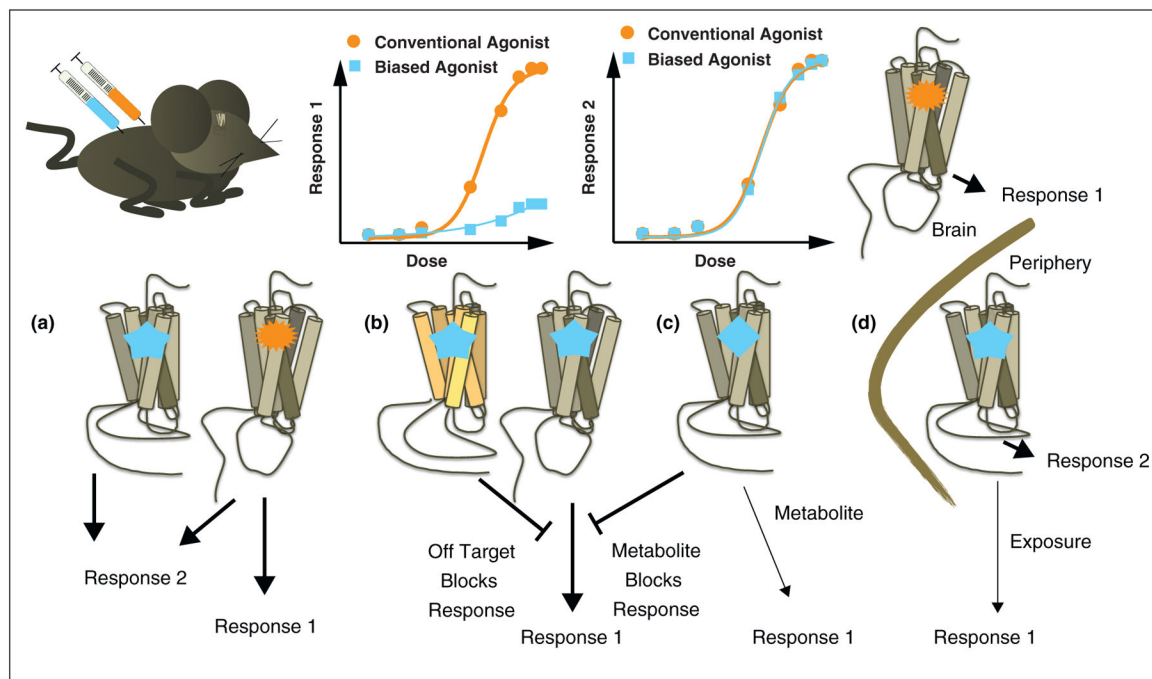 Conventional Agonist
Biased Agonist
Response 1
Dose
Conventional Agonist
Biased Agonist
Response 2
Dose
Response 1
Brain
Periphery
(a)
(b)
(c)
(d)
Response 2
Response 1
Off Target
Blocks
Response
Metabolite
Blocks
Response
Response 1
Metabolite
Response 1
Response 2
Exposure
Response 1